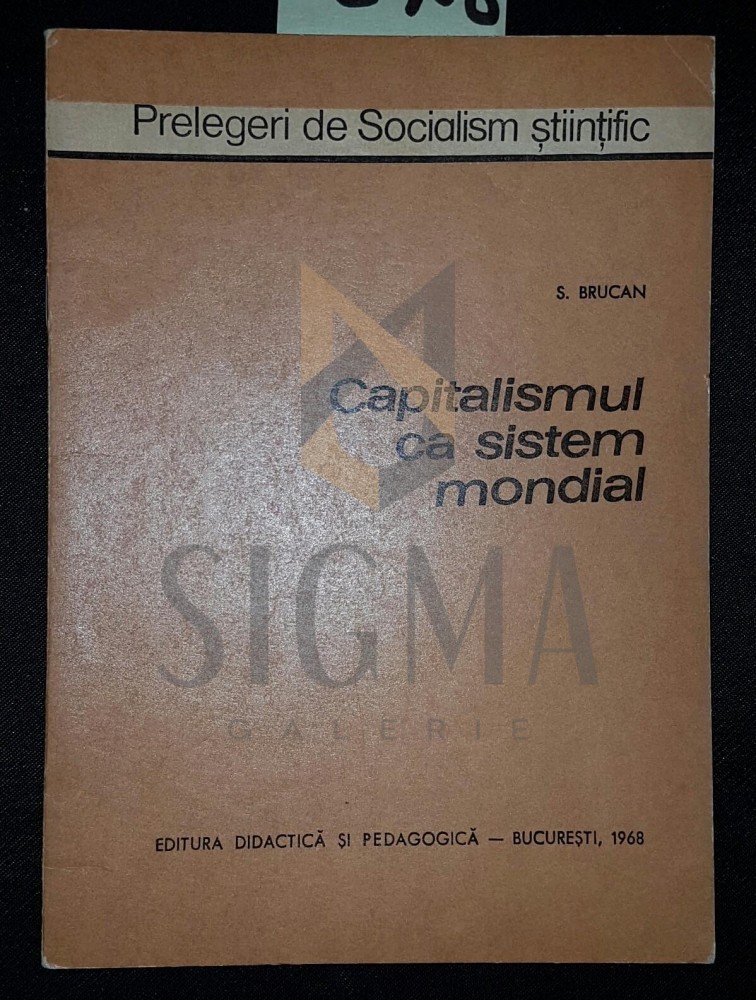 Prelegeri de Socialism științific
S. BRUCAN
Capitalismul
ca sistem
mondial
SIGMA
GALERIE
EDITURA DIDACTICĂ ȘI PEDAGOGICĂ — BUCUREȘTI, 1968